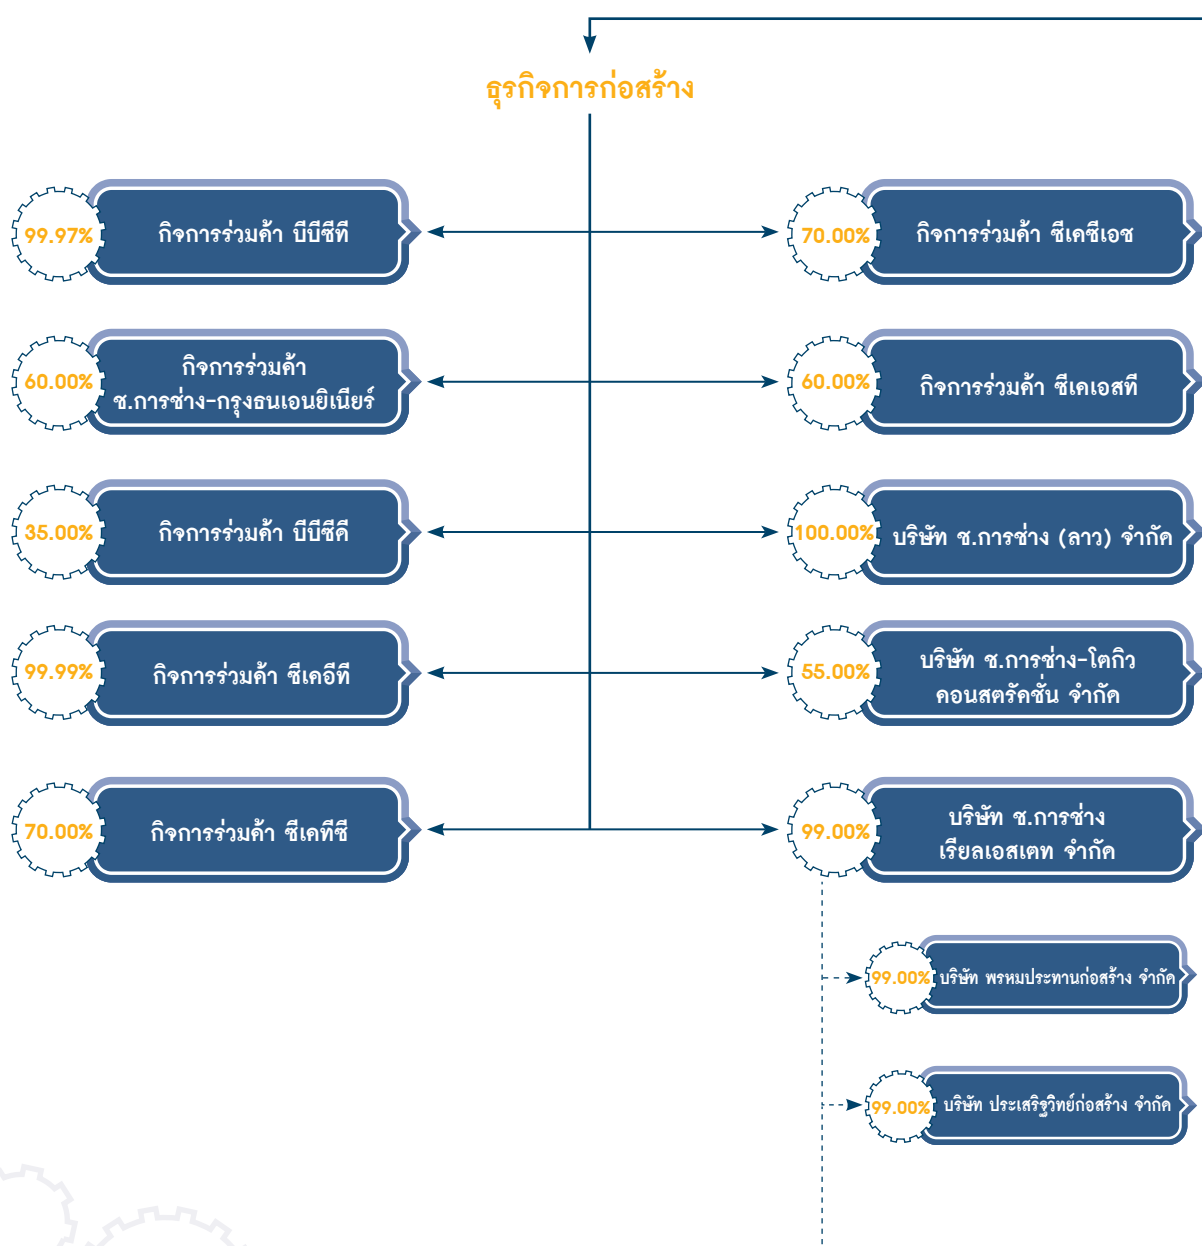 ธุรกิจการก่อสร้าง
99.97%
กิจการร่วมค้า บีบีซีที
70.00%
กิจการร่วมค้า ซีเคซีเอช
60.00%
กิจการร่วมค้า
ช.การช่าง-กรุงธนเอนยิเนียร์
60.00%
กิจการร่วมค้า ซีเคเอสที
35.00%
กิจการร่วมค้า บีบีซีดี
100.00%
บริษัท ช.การช่าง (ลาว) จำกัด
99.99%
กิจการร่วมค้า ซีเคอีที
55.00%
บริษัท ช.การช่าง-โตกิว
คอนสตรัคชั่น จำกัด
70.00%
กิจการร่วมค้า ซีเคทีซี
99.00%
บริษัท ช.การช่าง
เรียลเอสเตท จำกัด
99.00%
บริษัท พรหมประทานก่อสร้าง จำกัด
99.00%
บริษัท ประเสริฐวิทย์ก่อสร้าง จำกัด